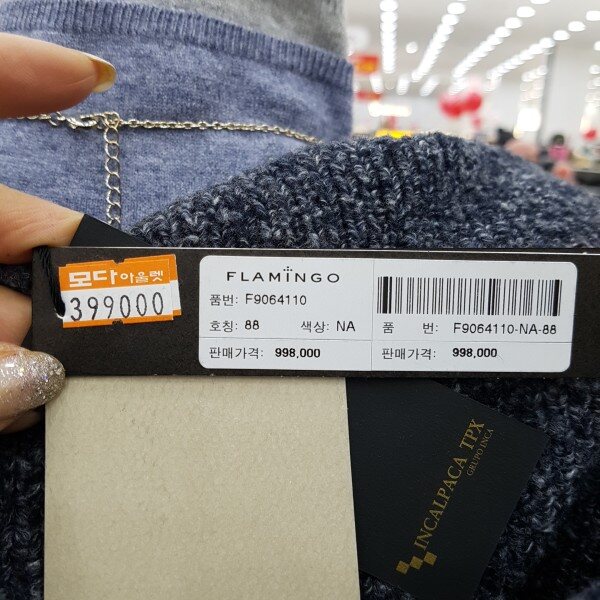 모다아울렛
399000
FLAMINGO
품번: F9064110
호칭: 88 색상: NA
판매가격: 998,000
품 번: F9064110-NA-88
판매가격: 998,000
INCALPACA TPX
GRUPO INCA